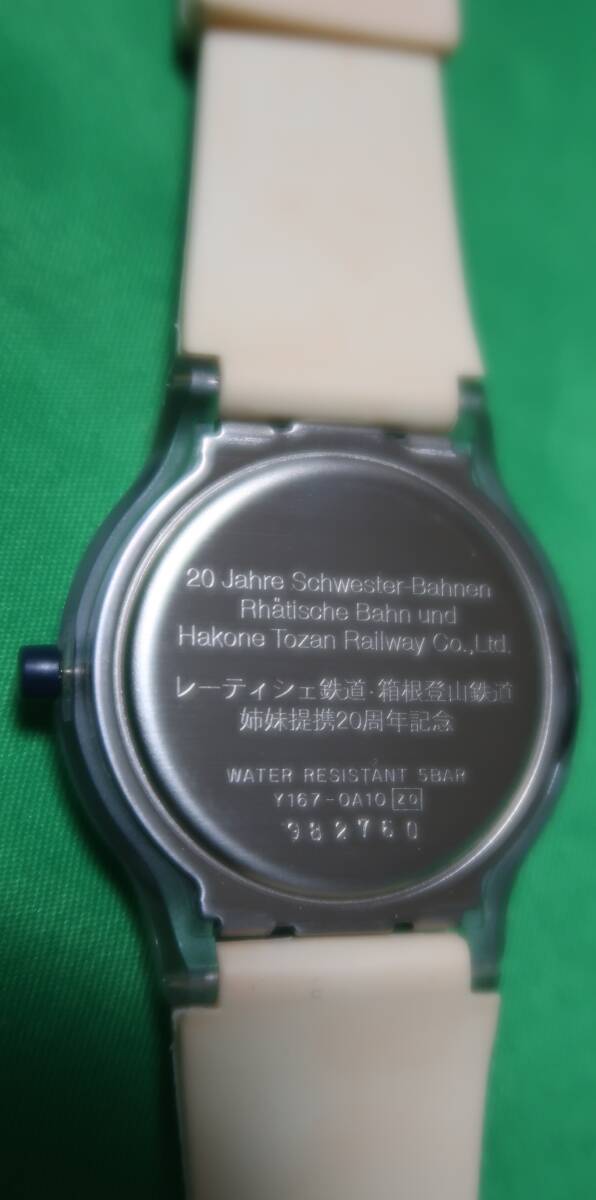 20 Jahre Schwester-Bahnen
Rhätische Bahn und
Hakone Tozan Railway Co.,Ltd.
レーティシェ鉄道・箱根登山鉄道
姉妹提携20周年記念
WATER RESISTANT 5BAR
Y167-0A10 Z0
982760